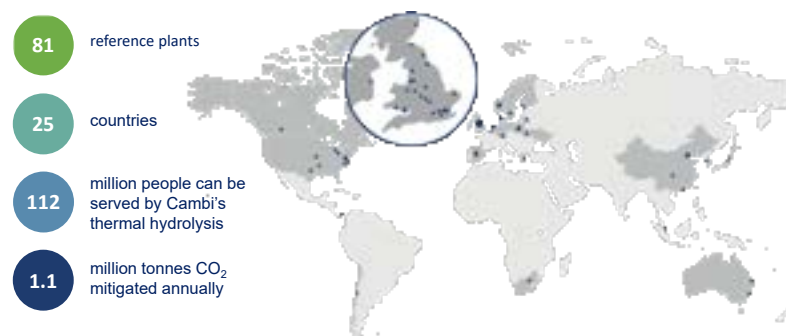 81
reference plants
25
countries
112
million people can be
served by Cambi's
thermal hydrolysis
1.1
million tonnes CO₂
mitigated annually